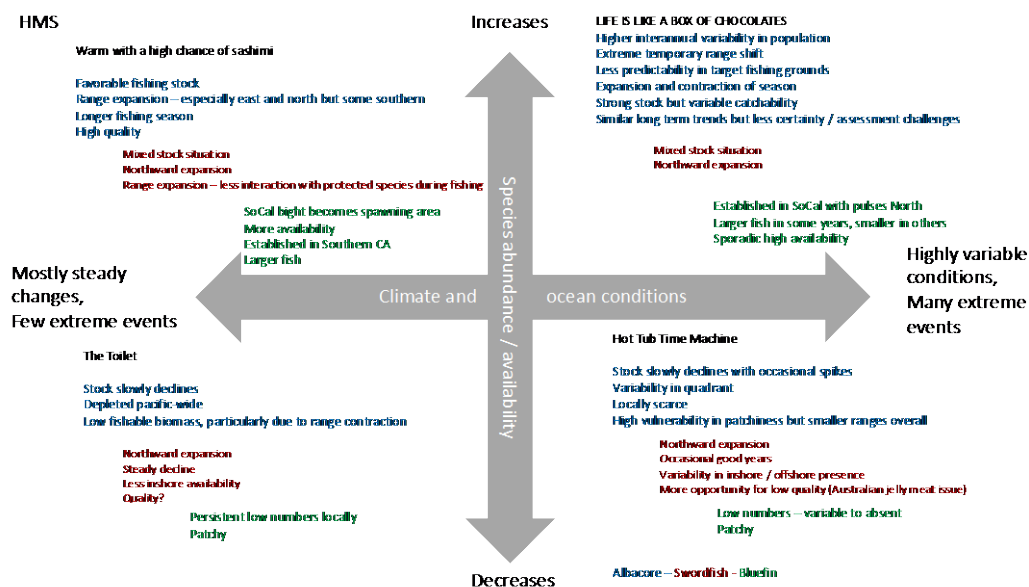 HMS
Increases
Warm with a high chance of sashimi
Favorable fishing stock
Range expansion – especially east and north but some southern
Longer fishing season
High quality
Mixed stock situation
Northward expansion
Range expansion – less interaction with protected species during fishing
SoCal bight becomes spawning area
More availability
Established in Southern CA
Larger fish
LIFE IS LIKE A BOX OF CHOCOLATES
Higher interannual variability in population
Extreme temporary range shift
Less predictability in target fishing grounds
Expansion and contraction of season
Strong stock but variable catchability
Similar long term trends but less certainty / assessment challenges
Mixed stock situation
Northward expansion
Established in SoCal with pulses North
Larger fish in some years, smaller in others
Sporadic high availability
Species abundance / availability
Mostly steady
changes,
Few extreme events
Climate and ocean conditions
Highly variable
conditions,
Many extreme
events
The Toilet
Stock slowly declines
Depleted pacific-wide
Low fishable biomass, particularly due to range contraction
Northward expansion
Steady decline
Less inshore availability
Quality?
Persistent low numbers locally
Patchy
Hot Tub Time Machine
Stock slowly declines with occasional spikes
Variability in quadrant
Locally scarce
High vulnerability in patchiness but smaller ranges overall
Northward expansion
Occasional good years
Variability in inshore / offshore presence
More opportunity for low quality (Australian jelly meat issue)
Low numbers – variable to absent
Patchy
Decreases
Albacore – Swordfish - Bluefin